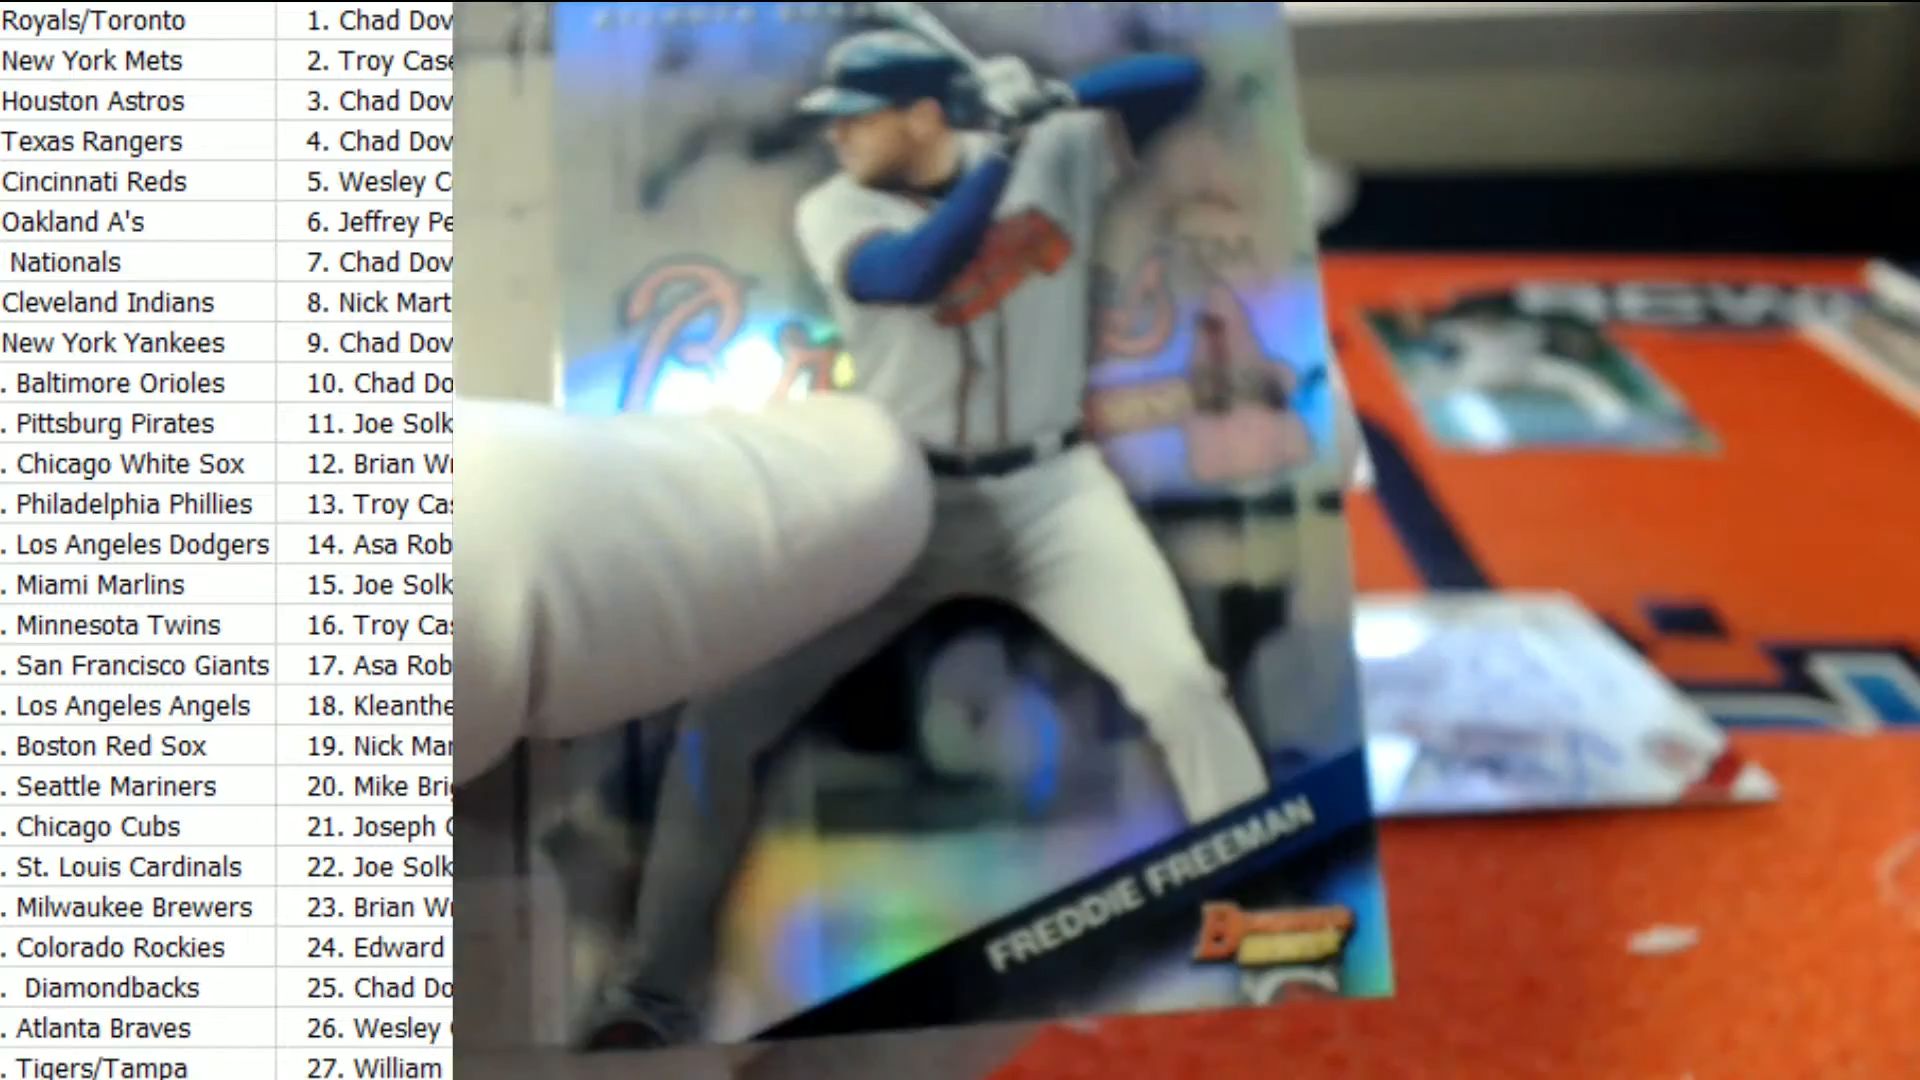 Royals/Toronto 1. Chad Dov
New York Mets 2. Troy Case
Houston Astros 3. Chad Dov
Texas Rangers 4. Chad Dov
Cincinnati Reds 5. Wesley C
Oakland A's 6. Jeffrey Pe
Nationals 7. Chad Dov
Cleveland Indians 8. Nick Mart
New York Yankees 9. Chad Dov
. Baltimore Orioles 10. Chad Do
. Pittsburg Pirates 11. Joe Solk
. Chicago White Sox 12. Brian Wr
. Philadelphia Phillies 13. Troy Cas
. Los Angeles Dodgers 14. Asa Rob
. Miami Marlins 15. Joe Solk
. Minnesota Twins 16. Troy Cas
. San Francisco Giants 17. Asa Rob
. Los Angeles Angels 18. Kleanthe
. Boston Red Sox 19. Nick Mar
. Seattle Mariners 20. Mike Brig
. Chicago Cubs 21. Joseph C
. St. Louis Cardinals 22. Joe Solk
. Milwaukee Brewers 23. Brian Wr
. Colorado Rockies 24. Edward
. Diamondbacks 25. Chad Do
. Atlanta Braves 26. Wesley C
. Tigers/Tampa 27. William
TM
FREDDIE FREEMAN
Bowman